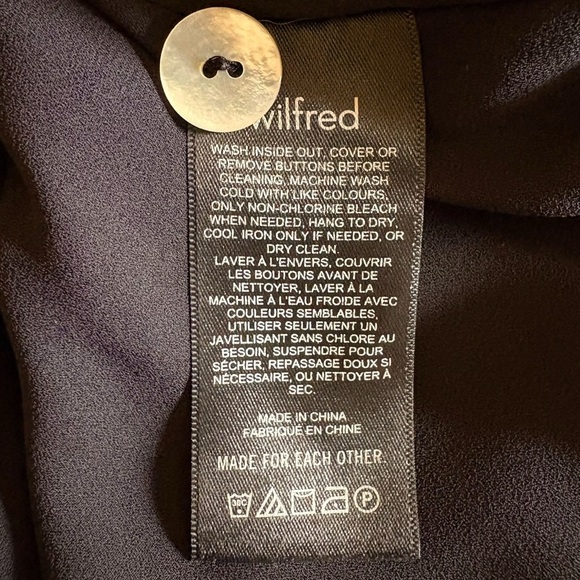 wilfred
WASH INSIDE OUT, COVER OR
REMOVE BUTTONS BEFORE
CLEANING, MACHINE WASH
COLD WITH LIKE COLOURS,
ONLY NON-CHLORINE BLEACH
WHEN NEEDED, HANG TO DRY,
COOL IRON ONLY IF NEEDED, OR
DRY CLEAN.
LAVER À L'ENVERS, COUVRIR
LES BOUTONS AVANT DE
NETTOYER, LAVER À LA
MACHINE À L'EAU FROIDE AVEC
COULEURS SEMBLABLES,
UTILISER SEULEMENT UN
JAVELLISANT SANS CHLORE AU
BESOIN, SUSPENDRE POUR
SÉCHER, REPASSAGE DOUX SI
NÉCESSAIRE, OU NETTOYER À
SEC.
MADE IN CHINA
FABRIQUÉ EN CHINE
MADE FOR EACH OTHER.
30C P